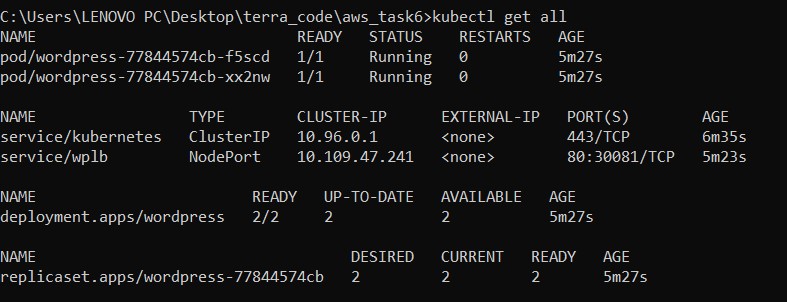 C:\Users\LENOVO PC\Desktop\terra_code\aws_task6>kubectl get all
NAME READY STATUS RESTARTS AGE
pod/wordpress-77844574cb-f5scd 1/1 Running 0 5m27s
pod/wordpress-77844574cb-xx2nw 1/1 Running 0 5m27s
NAME TYPE CLUSTER-IP EXTERNAL-IP PORT(S) AGE
service/kubernetes ClusterIP 10.96.0.1 <none> 443/TCP 6m35s
service/wplb NodePort 10.109.47.241 <none> 80:30081/TCP 5m23s
NAME READY UP-TO-DATE AVAILABLE AGE
deployment.apps/wordpress 2/2 2 2 5m27s
NAME DESIRED CURRENT READY AGE
replicaset.apps/wordpress-77844574cb 2 2 2 5m27s